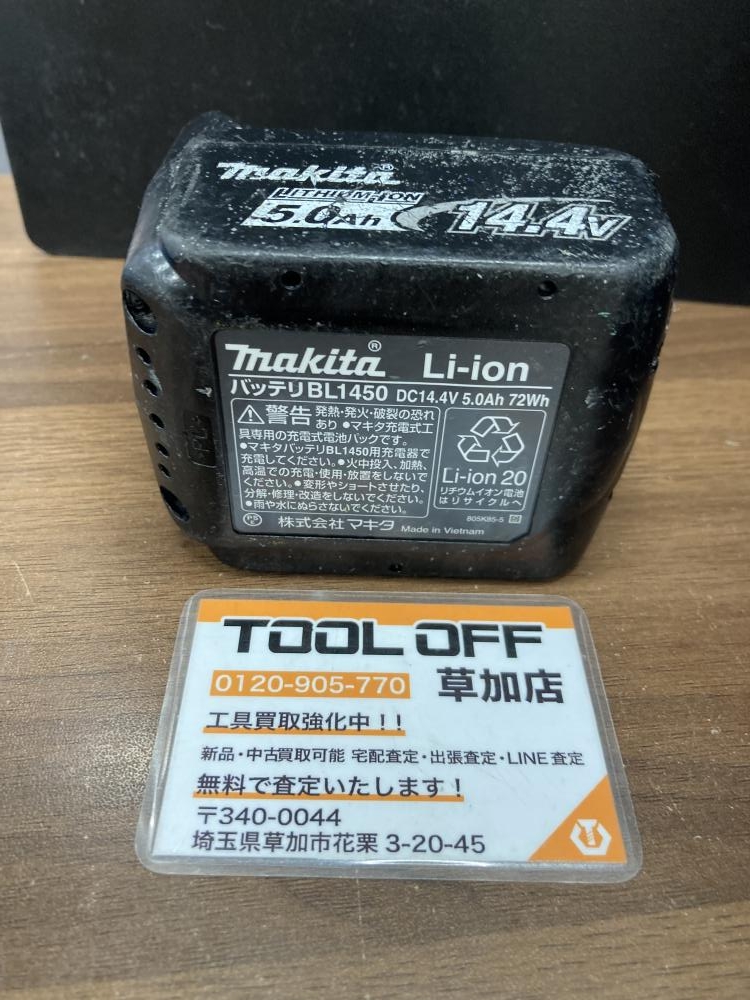 makita®
LITHIUM-ION
5.0Ah 14.4V
makita® Li-ion
バッテリBL1450 DC14.4V 5.0Ah 72Wh
警告 発熱・発火・破裂の恐れ
あり ●マキタ充電式工
具専用の充電式電池パックです。
●マキタバッテリBL1450用充電器で
充電してください。●火中投入、加熱、
高温での充電・使用・放置をしないで
ください。●変形やショートさせたり、
分解・修理・改造をしないでください。
●雨や水にぬらさないでください。
Li-ion 20
リチウムイオン電池
はリサイクルへ
PSE 株式会社マキタ Made in Vietnam
805K85-5
TOOL OFF
0120-905-770 草加店
工具買取強化中!!
新品・中古買取可能 宅配査定・出張査定・LINE査定
無料で査定いたします!
〒340-0044
埼玉県草加市花栗 3-20-45